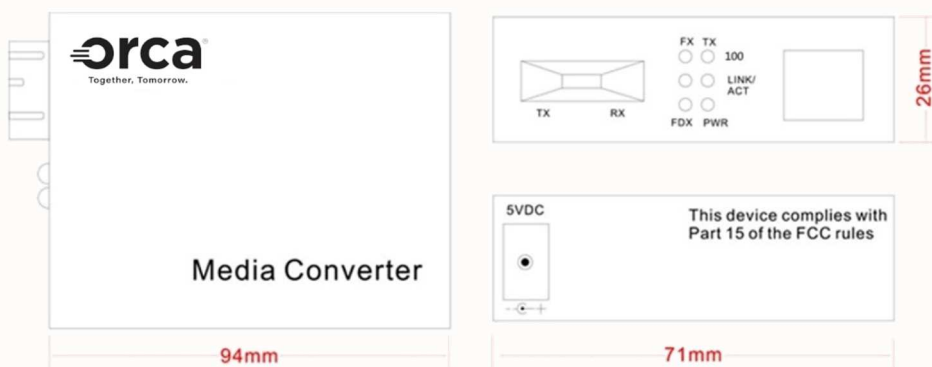 orca®
Together, Tomorrow.
Media Converter
94mm
FX TX
100
LINK/
ACT
TX RX
FDX PWR
26mm
5VDC
This device complies with
Part 15 of the FCC rules
71mm